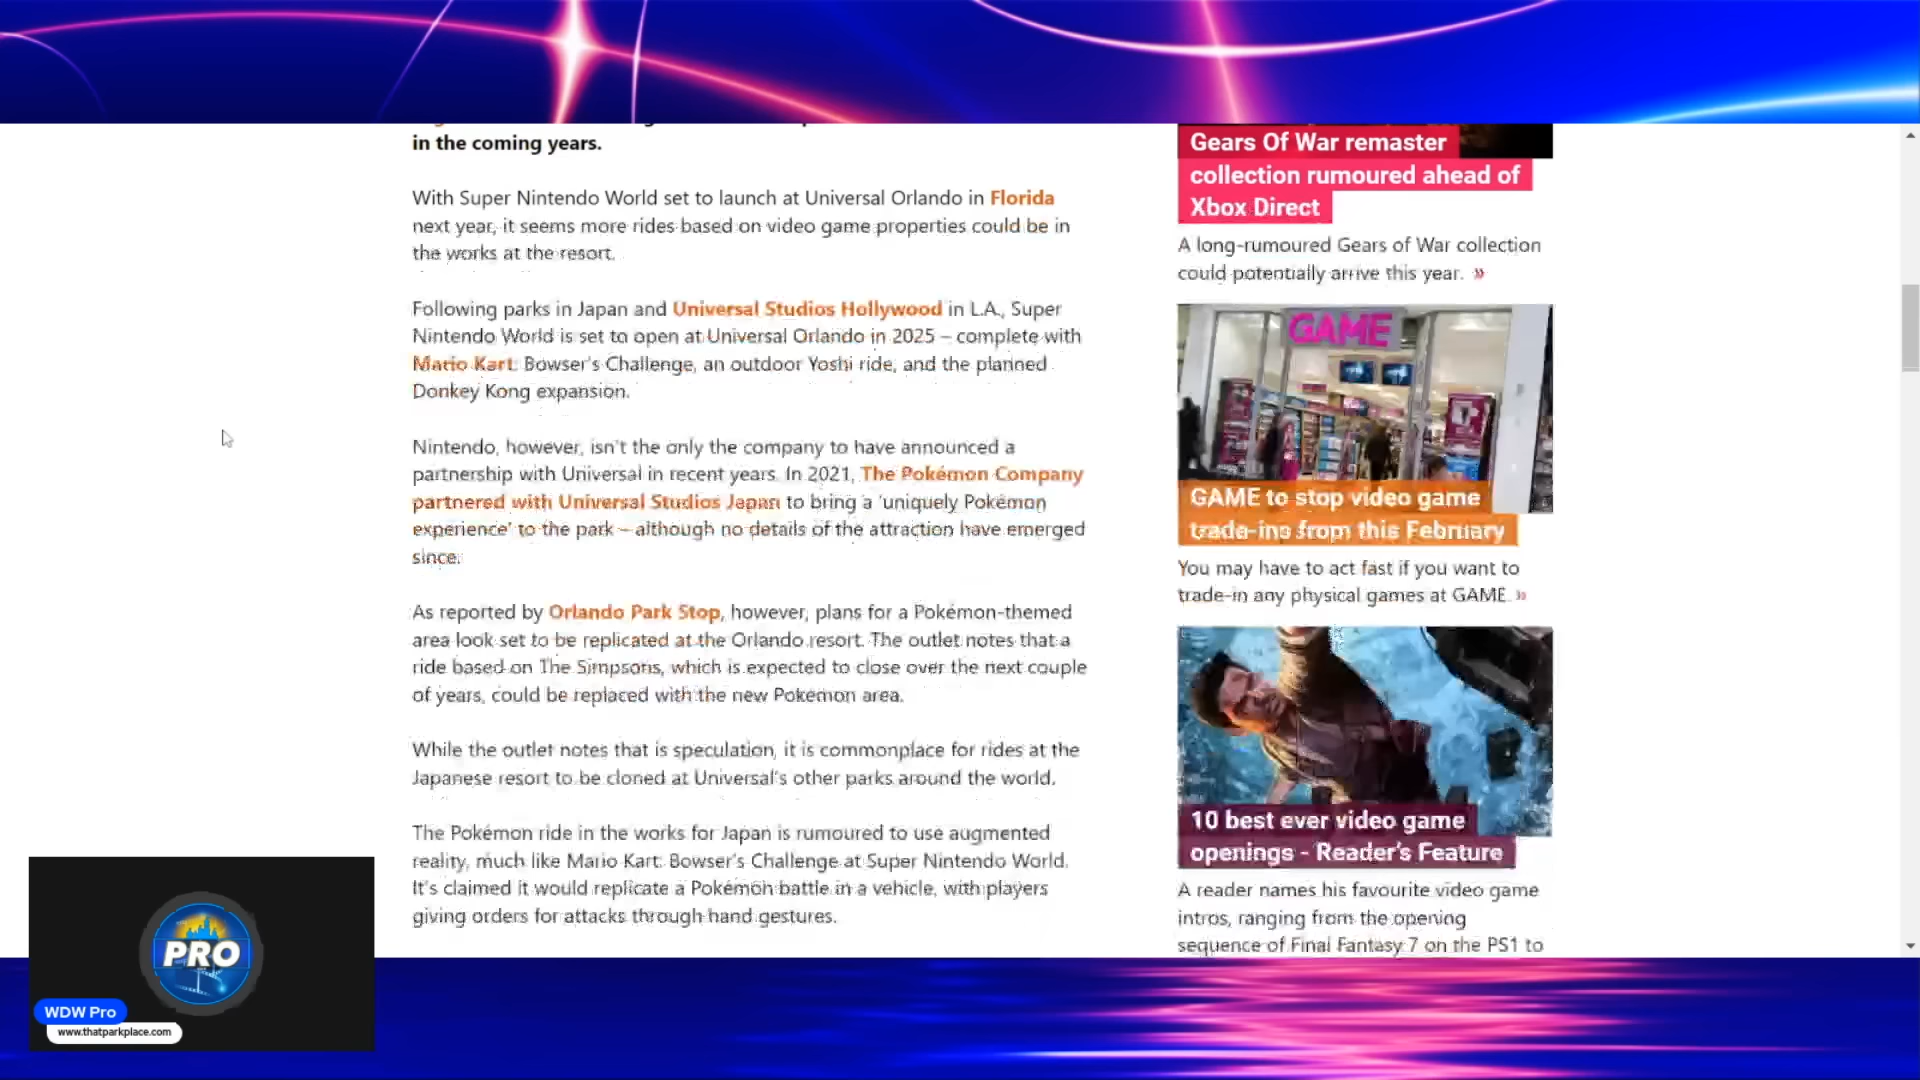 in the coming years.
With Super Nintendo World set to launch at Universal Orlando in Florida
next year, it seems more rides based on video game properties could be in
the works at the resort.
Following parks in Japan and Universal Studios Hollywood in L.A., Super
Nintendo World is set to open at Universal Orlando in 2025 – complete with
Mario Kart: Bowser's Challenge, an outdoor Yoshi ride, and the planned
Donkey Kong expansion.
Nintendo, however, isn't the only the company to have announced a
partnership with Universal in recent years. In 2021, The Pokémon Company
partnered with Universal Studios Japan to bring a 'uniquely Pokémon
experience' to the park – although no details of the attraction have emerged
since.
As reported by Orlando Park Stop, however, plans for a Pokémon-themed
area look set to be replicated at the Orlando resort. The outlet notes that a
ride based on The Simpsons, which is expected to close over the next couple
of years, could be replaced with the new Pokémon area.
While the outlet notes that is speculation, it is commonplace for rides at the
Japanese resort to be cloned at Universal's other parks around the world.
The Pokémon ride in the works for Japan is rumoured to use augmented
reality, much like Mario Kart: Bowser's Challenge at Super Nintendo World.
It's claimed it would replicate a Pokémon battle in a vehicle, with players
giving orders for attacks through hand gestures.
Gears Of War remaster
collection rumoured ahead of
Xbox Direct
A long-rumoured Gears of War collection
could potentially arrive this year. »
GAME
GAME to stop video game
trade-ins from this February
You may have to act fast if you want to
trade-in any physical games at GAME. »
10 best ever video game
openings - Reader's Feature
A reader names his favourite video game
intros, ranging from the opening
sequence of Final Fantasy 7 on the PS1 to
PRO
WDW Pro
www.thatparkplace.com